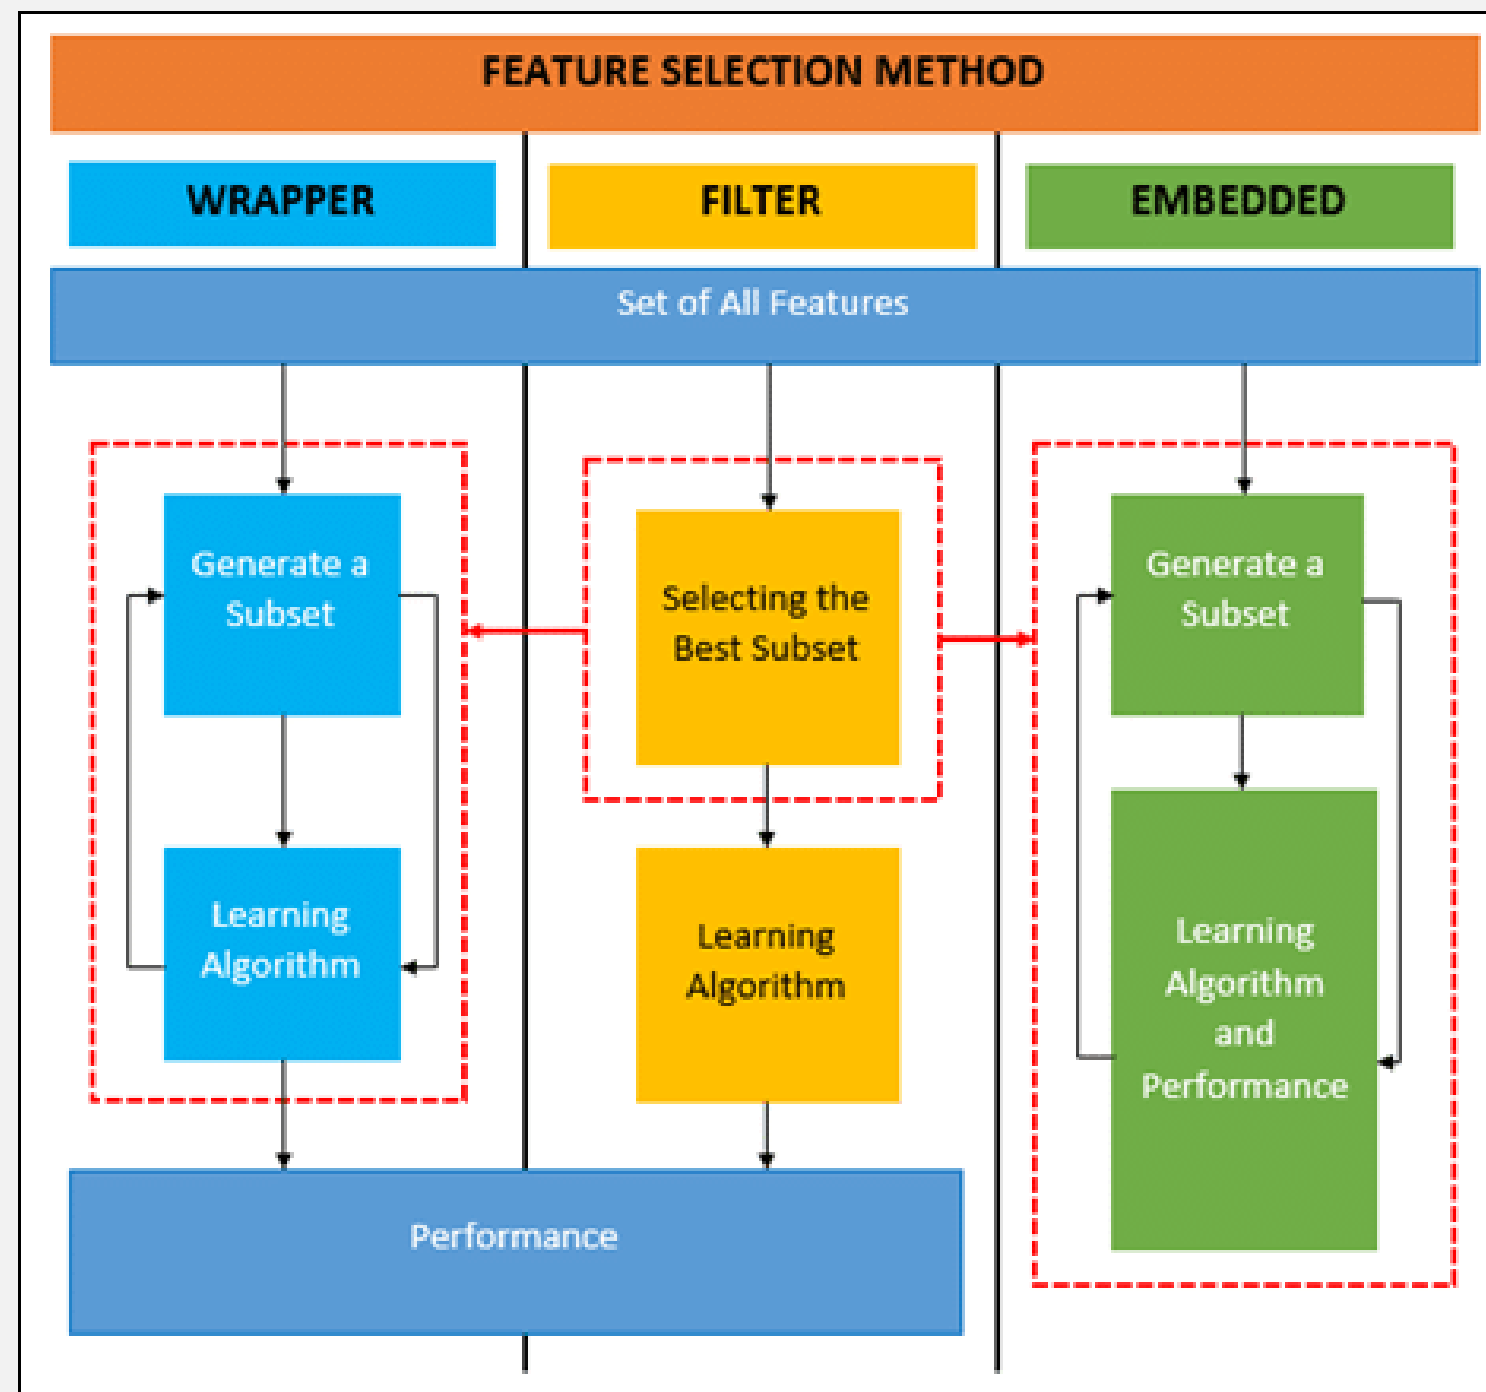 FEATURE SELECTION METHOD
WRAPPER
FILTER
EMBEDDED
Set of All Features
Generate a
Subset
Learning
Algorithm
Selecting the
Best Subset
Learning
Algorithm
Generate a
Subset
Learning
Algorithm
and
Performance
Performance